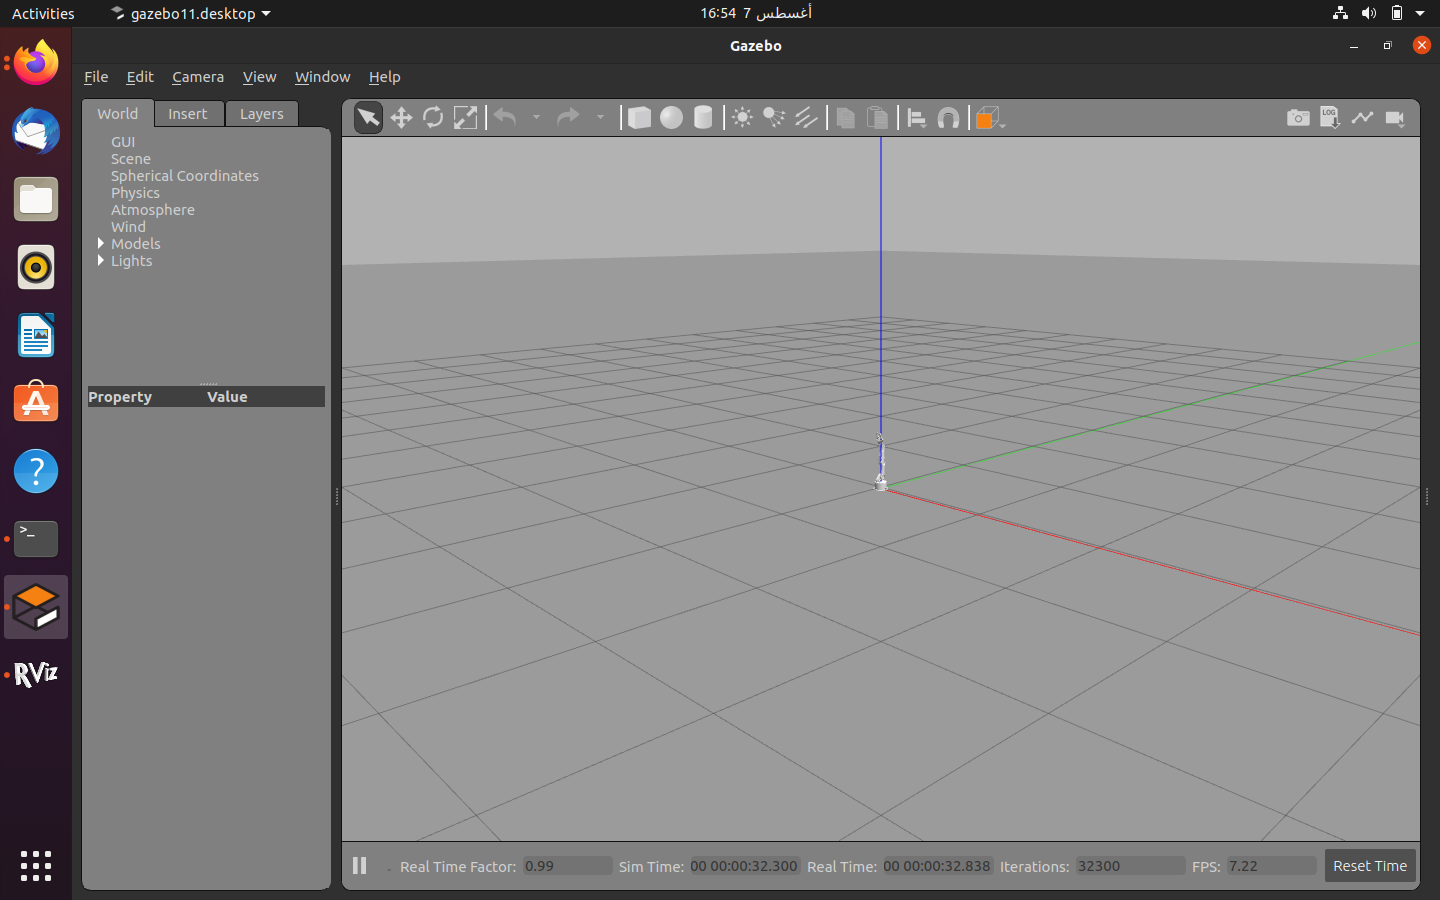 Activities
gazebo11.desktop
16:54 7 أغسطس
Gazebo
File Edit Camera View Window Help
World Insert Layers
LOG
GUI
Scene
Spherical Coordinates
Physics
Atmosphere
Wind
Models
Lights
Property Value
>_
RViz
Real Time Factor: 0.99 Sim Time: 00 00:00:32.300 Real Time: 00 00:00:32.838 Iterations: 32300 FPS: 7.22 Reset Time